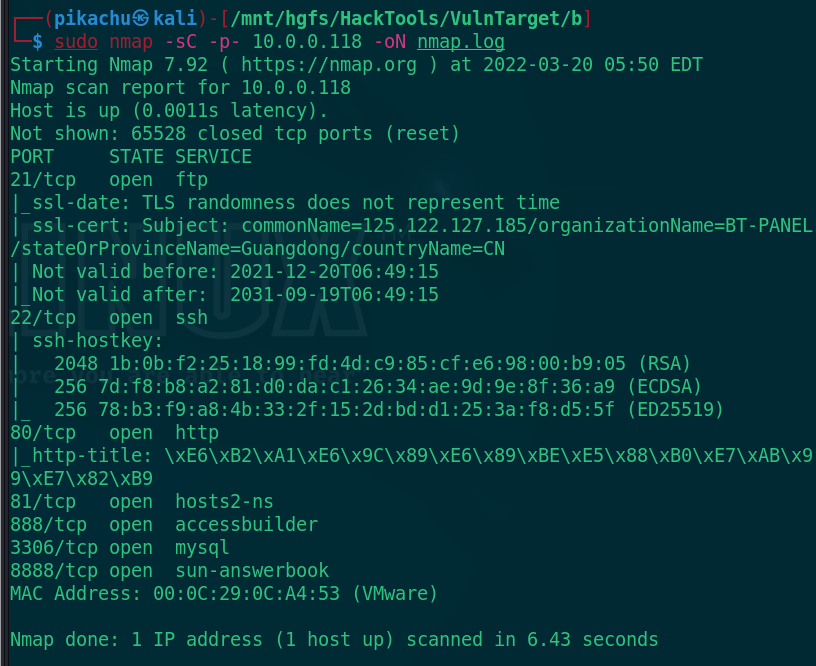 ┌──(pikachu㉿kali)-[/mnt/hgfs/HackTools/VulnTarget/b]
└─$ sudo nmap -sC -p- 10.0.0.118 -oN nmap.log
Starting Nmap 7.92 ( https://nmap.org ) at 2022-03-20 05:50 EDT
Nmap scan report for 10.0.0.118
Host is up (0.0011s latency).
Not shown: 65528 closed tcp ports (reset)
PORT     STATE SERVICE
21/tcp   open  ftp
|_ssl-date: TLS randomness does not represent time
| ssl-cert: Subject: commonName=125.122.127.185/organizationName=BT-PANEL
/stateOrProvinceName=Guangdong/countryName=CN
| Not valid before: 2021-12-20T06:49:15
|_Not valid after:  2031-09-19T06:49:15
22/tcp   open  ssh
| ssh-hostkey:
|   2048 1b:0b:f2:25:18:99:fd:4d:c9:85:cf:e6:98:00:b9:05 (RSA)
|   256 7d:f8:b8:a2:81:d0:da:c1:26:34:ae:9d:9e:8f:36:a9 (ECDSA)
|_  256 78:b3:f9:a8:4b:33:2f:15:2d:bd:d1:25:3a:f8:d5:5f (ED25519)
80/tcp   open  http
|_http-title: \xE6\xB2\xA1\xE6\x9C\x89\xE6\x89\xBE\xE5\x88\xB0\xE7\xAB\x9
9\xE7\x82\xB9
81/tcp   open  hosts2-ns
888/tcp  open  accessbuilder
3306/tcp open  mysql
8888/tcp open  sun-answerbook
MAC Address: 00:0C:29:0C:A4:53 (VMware)
Nmap done: 1 IP address (1 host up) scanned in 6.43 seconds